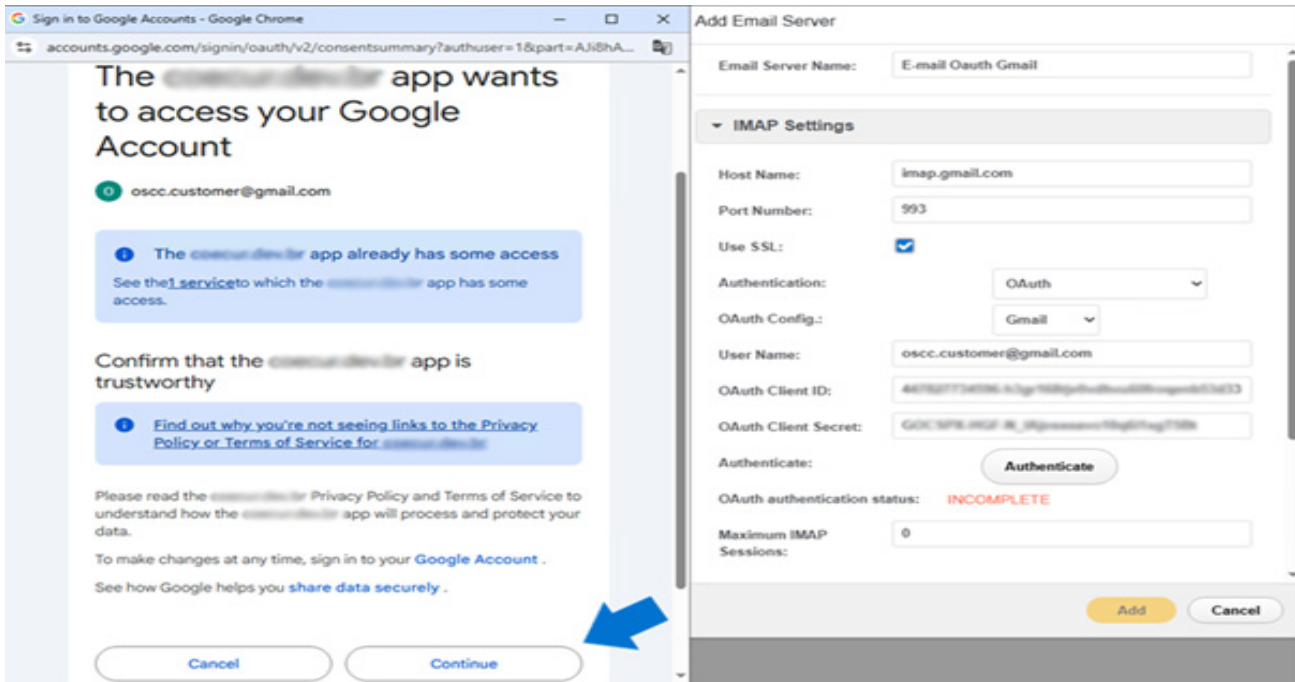 Sign in to Google Accounts - Google Chrome
accounts.google.com/signin/oauth/v2/consentsummary?authuser=1&part=AJi8hA...
The app wants
to access your Google
Account
O oscc.customer@gmail.com
The app already has some access
See the1 serviceto which the app has some
access.
Confirm that the app is
trustworthy
Find out why you're not seeing links to the Privacy
Policy or Terms of Service for
Please read the Privacy Policy and Terms of Service to
understand how the app will process and protect your
data.
To make changes at any time, sign in to your Google Account .
See how Google helps you share data securely .
Cancel
Continue
Add Email Server
Email Server Name: E-mail Oauth Gmail
IMAP Settings
Host Name: imap.gmail.com
Port Number: 993
Use SSL:
Authentication: OAuth
OAuth Config.: Gmail
User Name: oscc.customer@gmail.com
OAuth Client ID:
OAuth Client Secret:
Authenticate: Authenticate
OAuth authentication status: INCOMPLETE
Maximum IMAP 0
Sessions:
Add Cancel